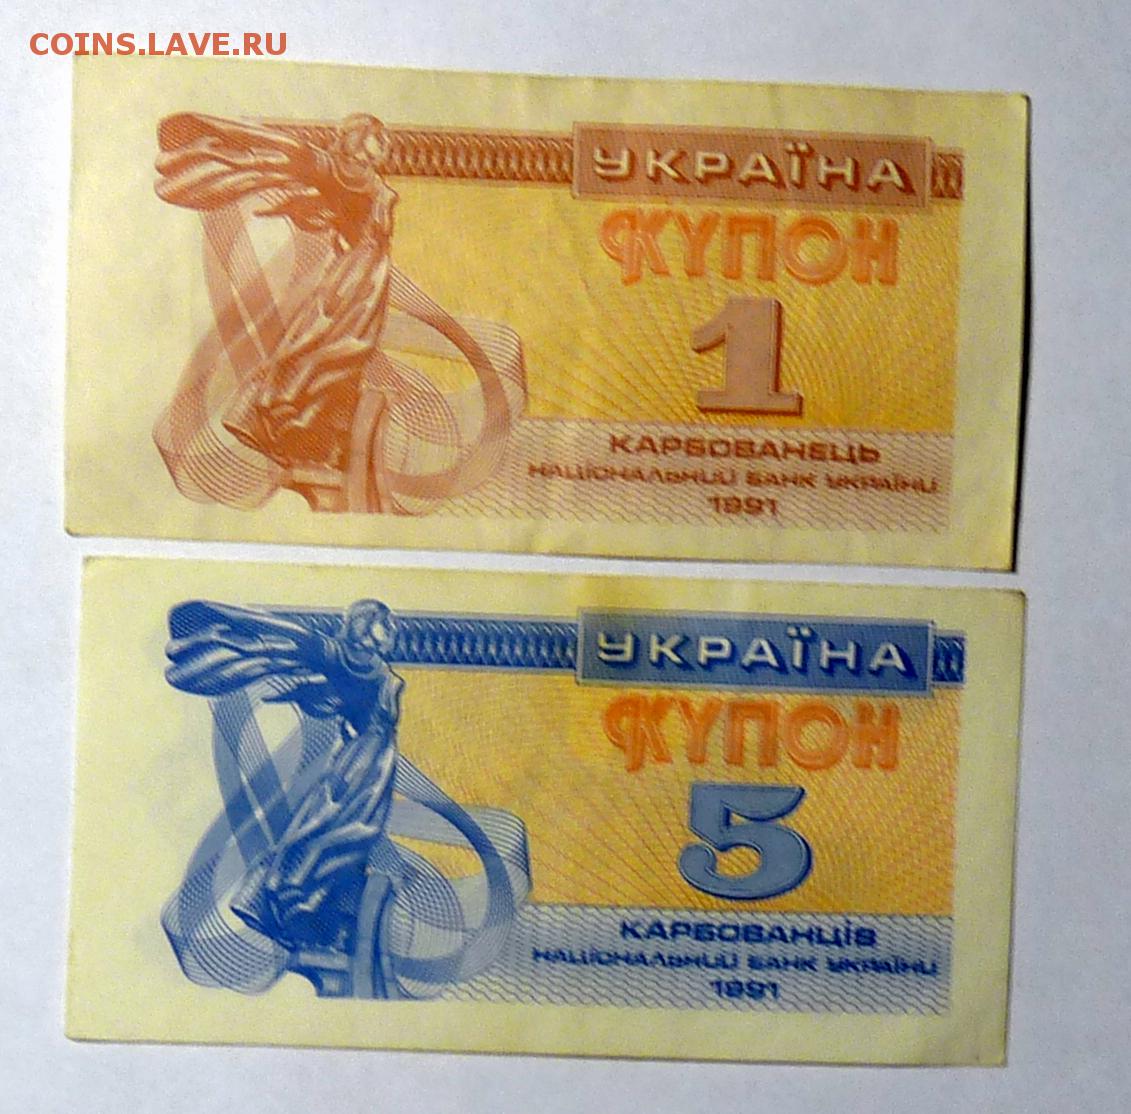 COINS.LAVE.RU
УКРАЇНА
КУПОН
1
КАРБОВАНЕЦЬ
НАЦІОНАЛЬНИЙ БАНК УКРАЇНИ
1991
УКРАЇНА
КУПОН
5
КАРБОВАНЦІВ
НАЦІОНАЛЬНИЙ БАНК УКРАЇНИ
1991